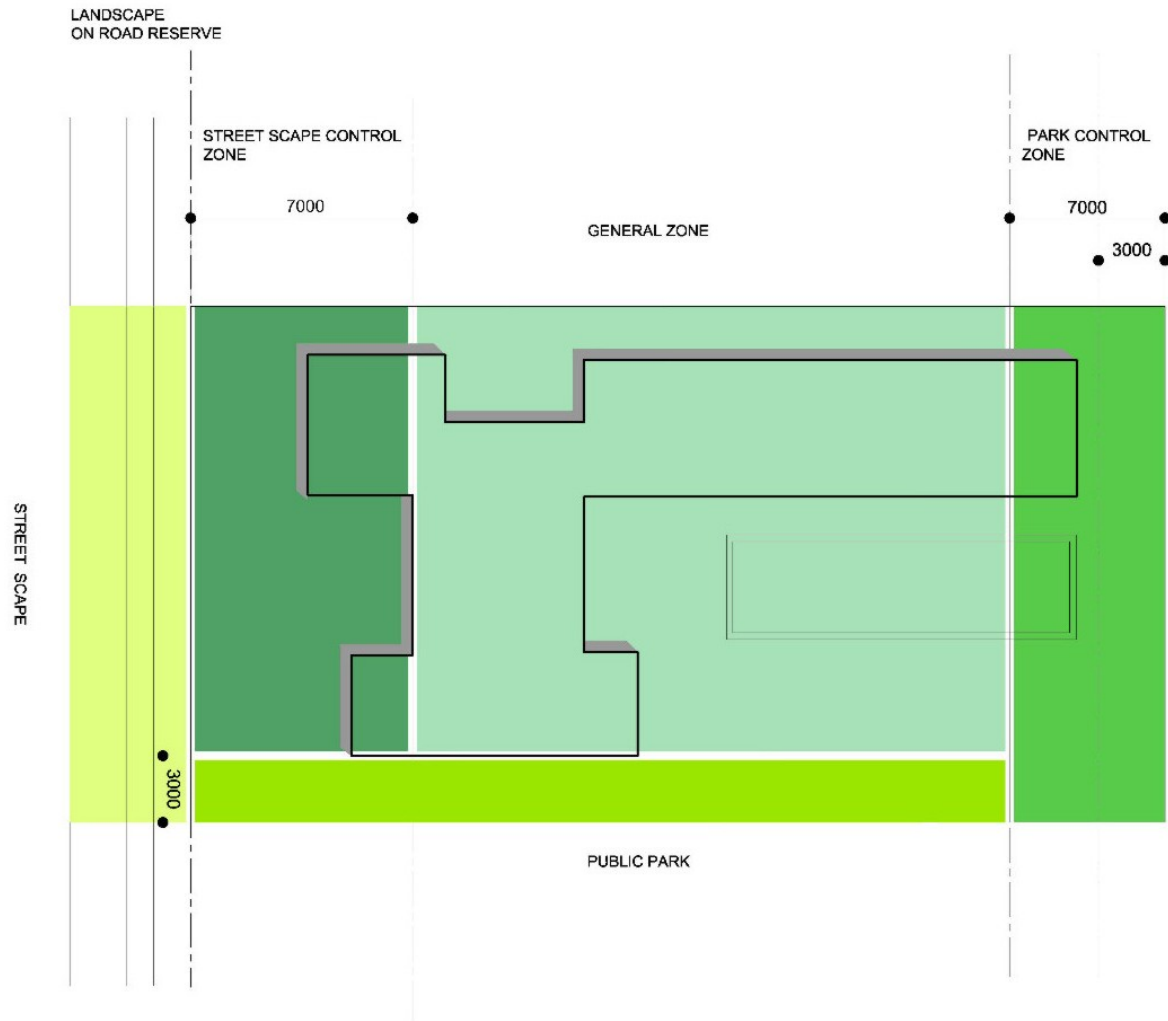 LANDSCAPE
ON ROAD RESERVE
STREET SCAPE CONTROL
ZONE
PARK CONTROL
ZONE
7000
7000
GENERAL ZONE
3000
STREET SCAPE
3000
PUBLIC PARK